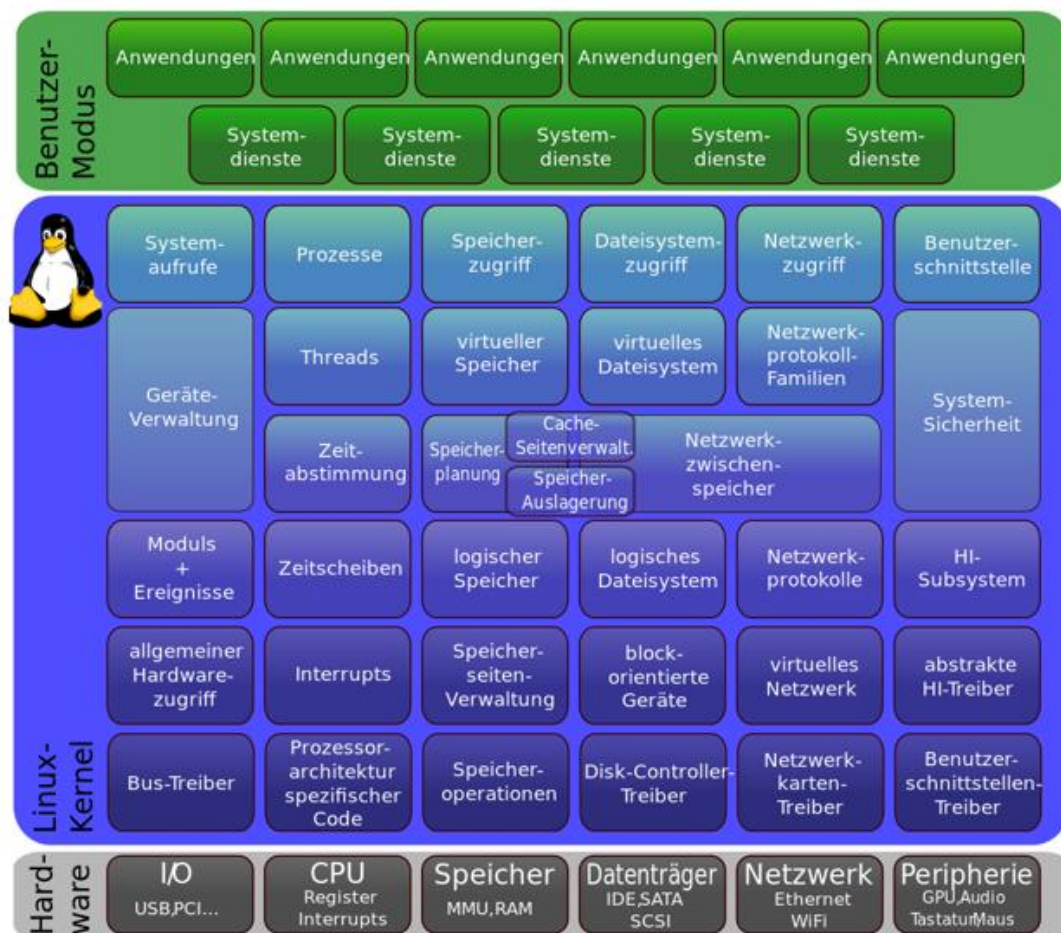 Benutzer-
Modus
Anwendungen
Anwendungen
Anwendungen
Anwendungen
Anwendungen
Anwendungen
System-
dienste
System-
dienste
System-
dienste
System-
dienste
System-
dienste
Linux-
Kernel
System-
aufrufe
Prozesse
Speicher-
zugriff
Dateisystem-
zugriff
Netzwerk-
zugriff
Benutzer-
schnittstelle
Geräte-
Verwaltung
Threads
virtueller
Speicher
virtuelles
Dateisystem
Netzwerk-
protokoll-
Familien
System-
Sicherheit
Zeit-
abstimmung
Speicher-
planung
Cache-
Seitenverwalt.
Speicher-
Auslagerung
Netzwerk-
zwischen-
speicher
Moduls
+
Ereignisse
Zeitscheiben
logischer
Speicher
logisches
Dateisystem
Netzwerk-
protokolle
HI-
Subsystem
allgemeiner
Hardware-
zugriff
Interrupts
Speicher-
seiten-
Verwaltung
block-
orientierte
Geräte
virtuelles
Netzwerk
abstrakte
HI-Treiber
Bus-Treiber
Prozessor-
architektur
spezifischer
Code
Speicher-
operationen
Disk-Controller-
Treiber
Netzwerk-
karten-
Treiber
Benutzer-
schnittstellen-
Treiber
Hard-
ware
I/O
USB,PCI...
CPU
Register
Interrupts
Speicher
MMU,RAM
Datenträger
IDE,SATA
SCSI
Netzwerk
Ethernet
WiFi
Peripherie
GPU,Audio
Tastatur,Maus